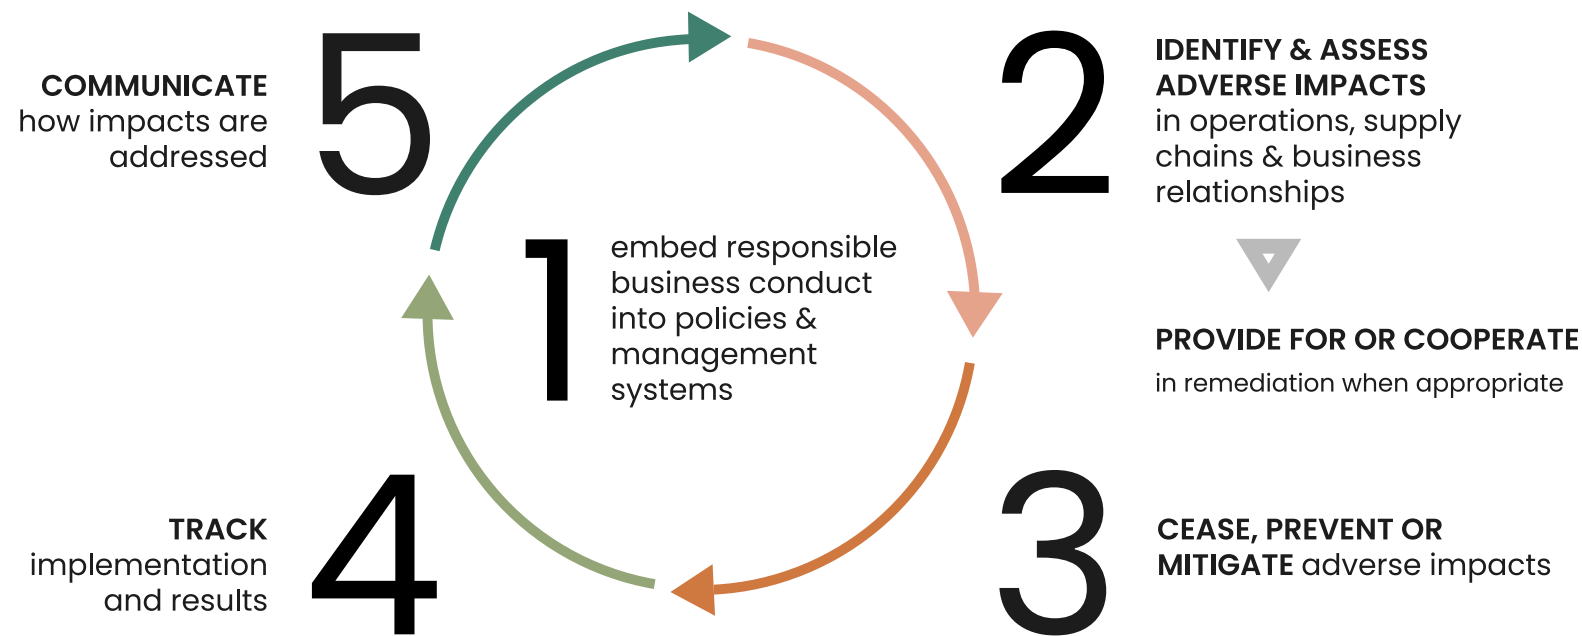 1
embed responsible
business conduct
into policies &
management
systems
2
IDENTIFY & ASSESS
ADVERSE IMPACTS
in operations, supply
chains & business
relationships
PROVIDE FOR OR COOPERATE
in remediation when appropriate
3
CEASE, PREVENT OR
MITIGATE adverse impacts
4
TRACK
implementation
and results
5
COMMUNICATE
how impacts are
addressed